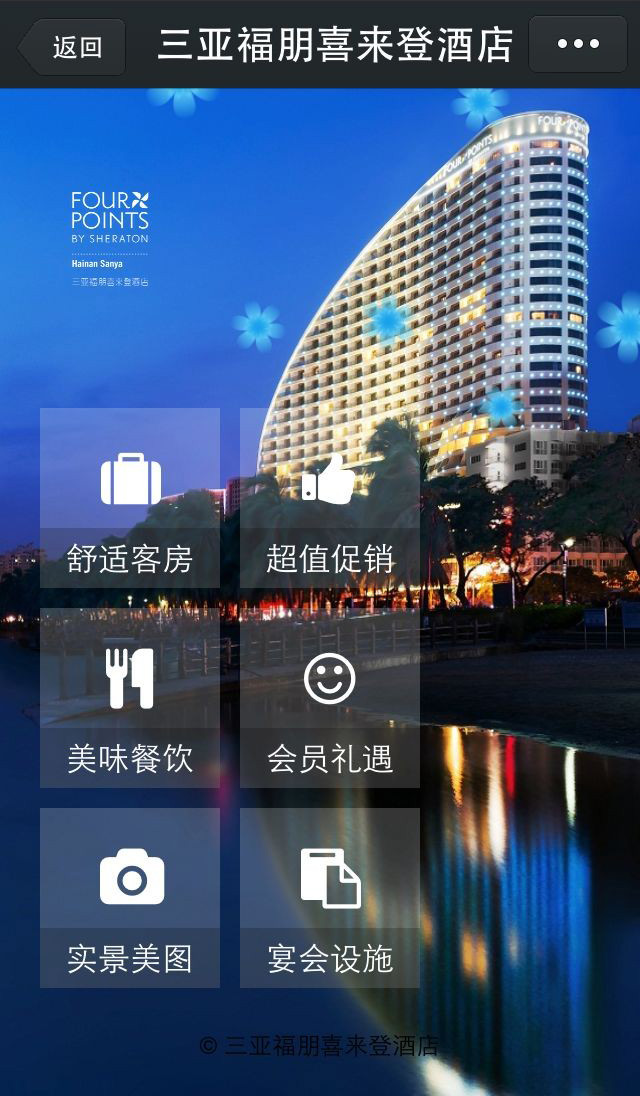 返回
三亚福朋喜来登酒店
FOUR POINTS
FOUR POINTS
FOUR
POINTS
BY SHERATON
Hainan Sanya
三亚福朋喜来登酒店
舒适客房
超值促销
美味餐饮
会员礼遇
实景美图
宴会设施
© 三亚福朋喜来登酒店